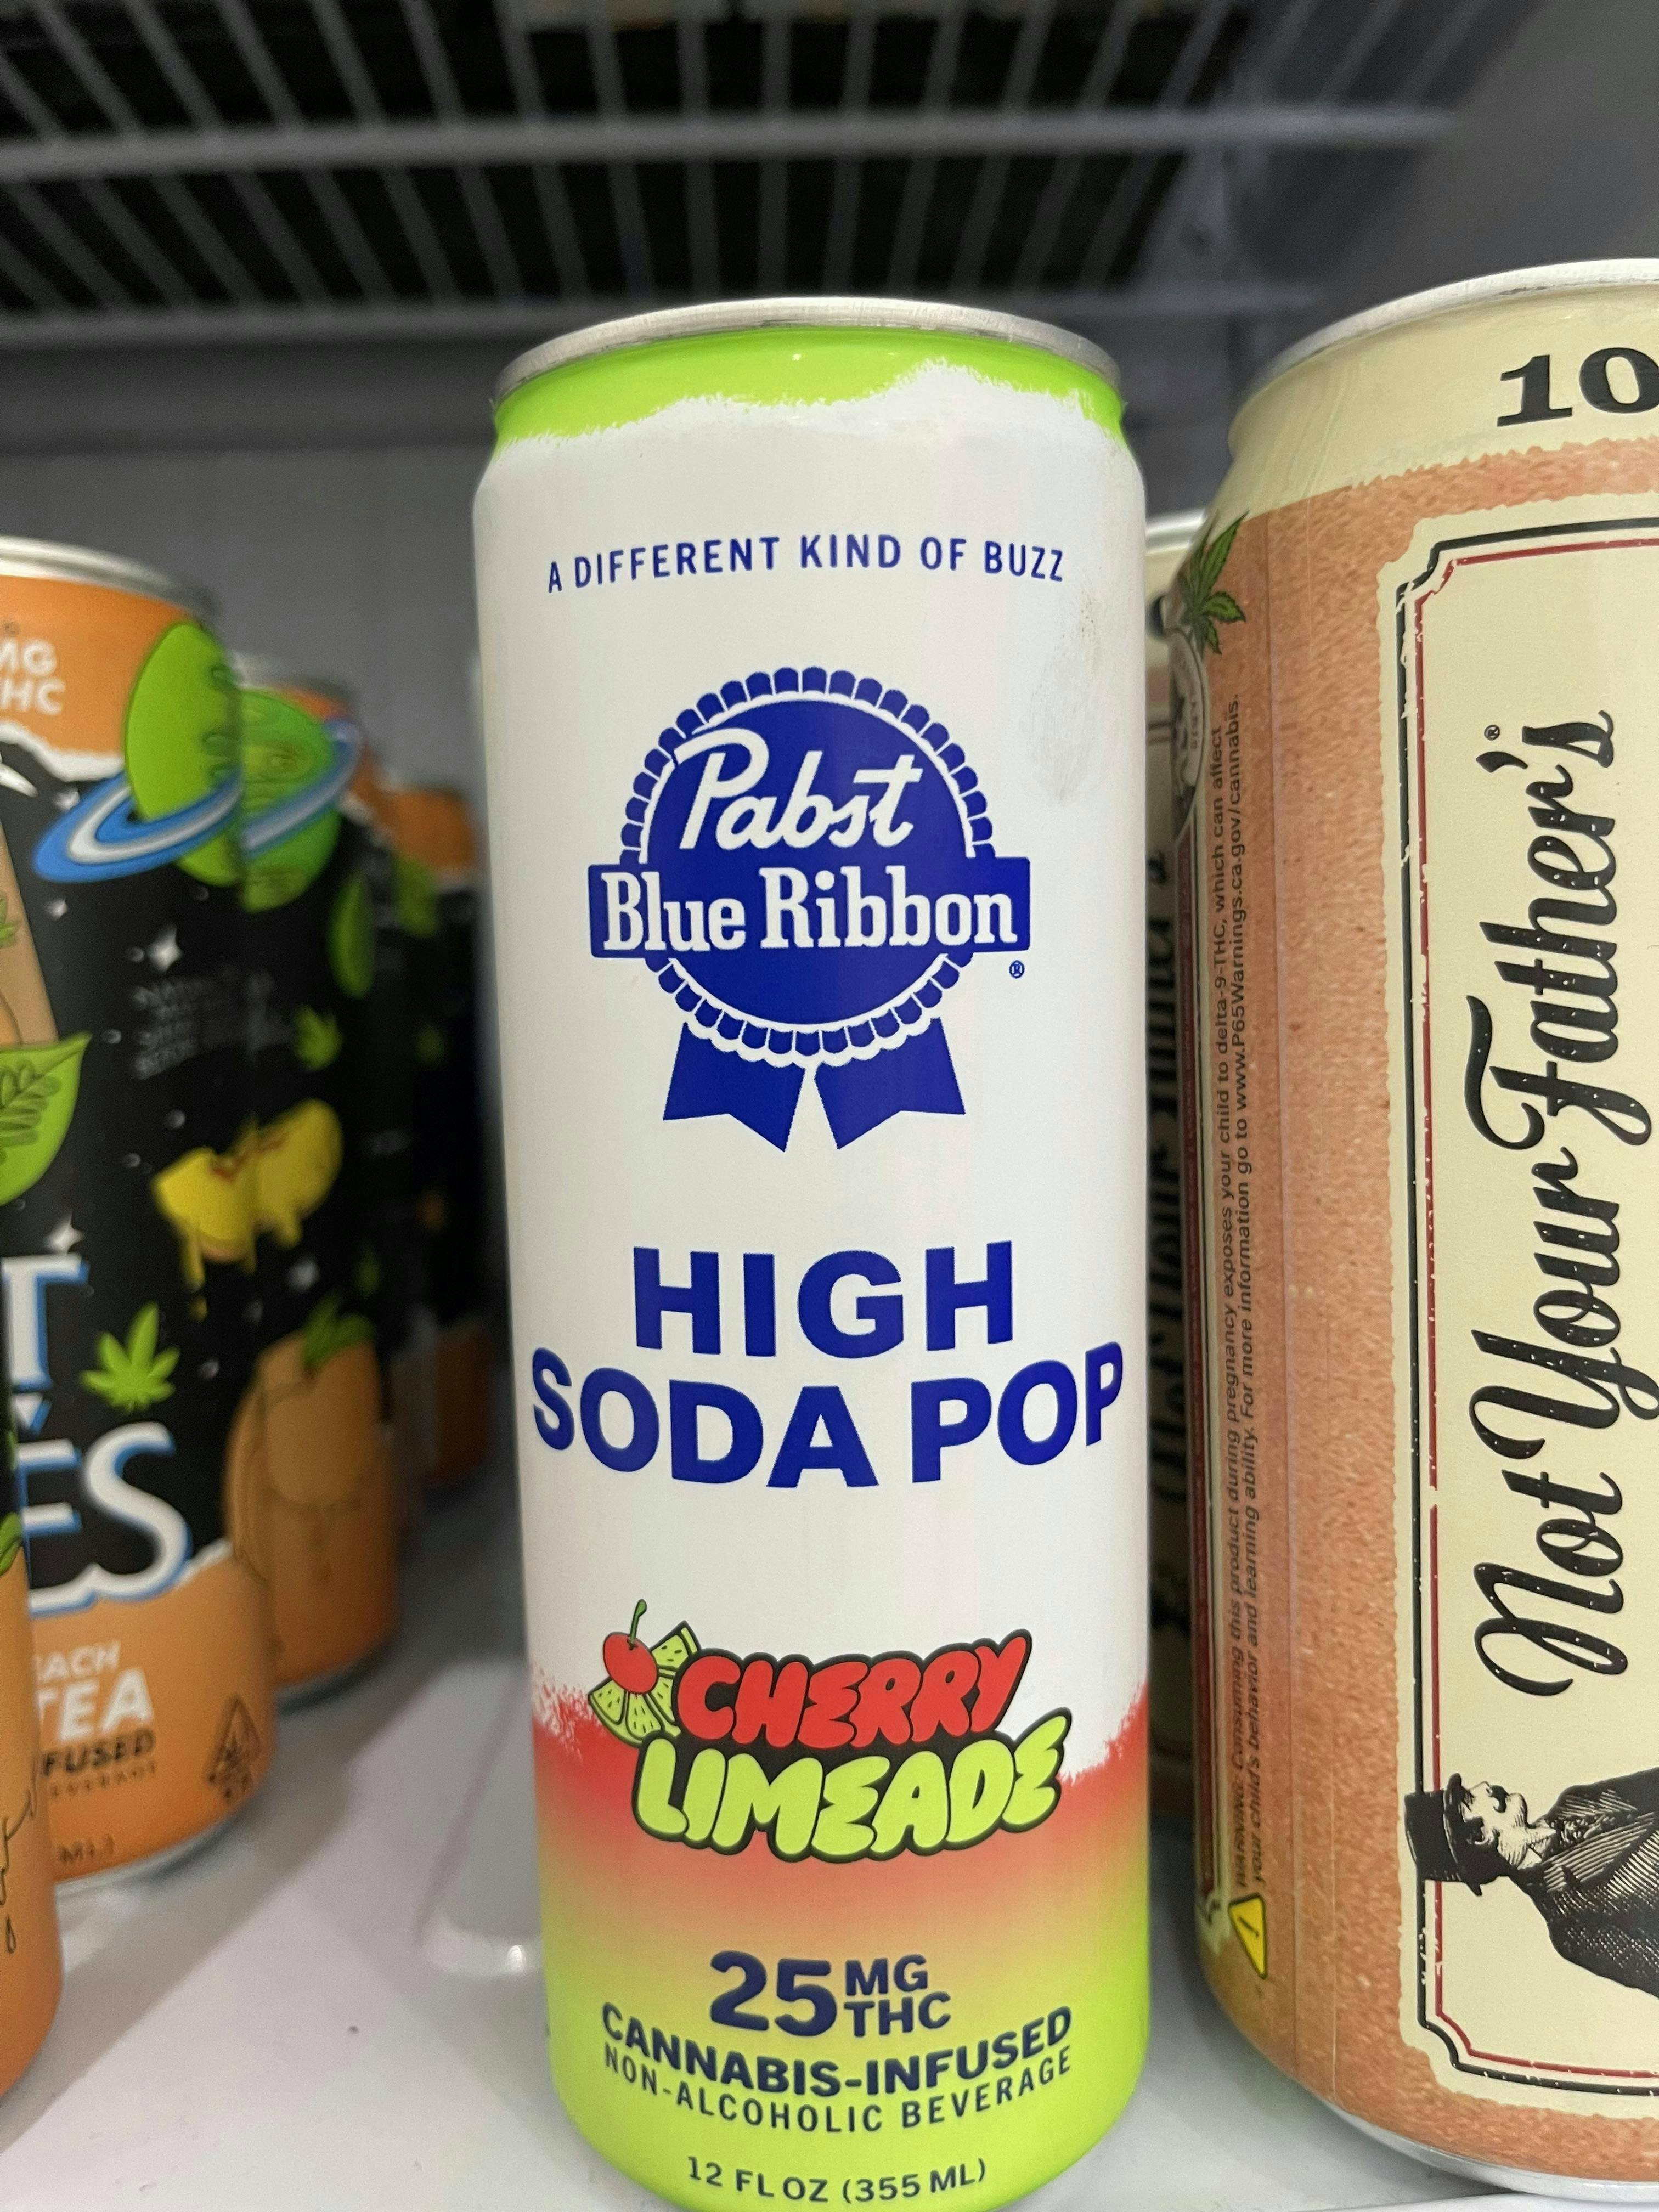 A DIFFERENT KIND OF BUZZ
Pabst
Blue Ribbon
®
HIGH
SODA POP
CHERRY
LIMEADE
25 MG
THC
CANNABIS-INFUSED
NON-ALCOHOLIC BEVERAGE
12 FL OZ (355 ML)
MG
THC
TEA
10
Not Your Father's®
WARNING: Consuming this product during pregnancy exposes your child to delta-9-THC, which can affect
your child's behavior and learning ability. For more information go to www.P65Warnings.ca.gov/cannabis.